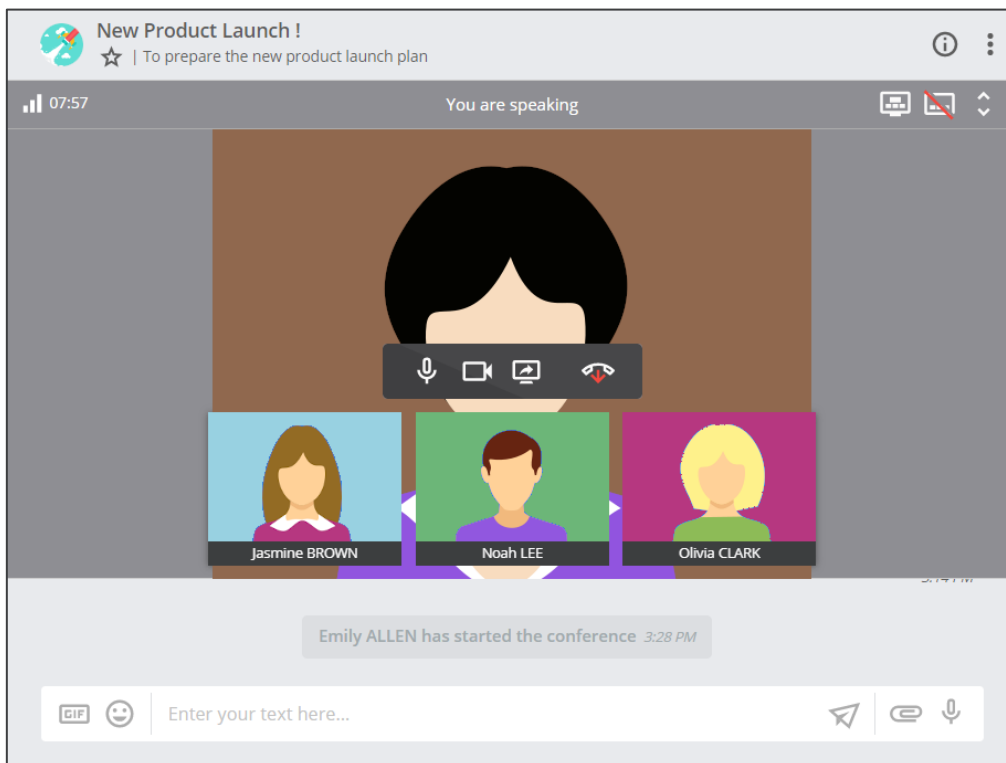 New Product Launch !
| To prepare the new product launch plan
07:57
You are speaking
Jasmine BROWN
Noah LEE
Olivia CLARK
Emily ALLEN has started the conference 3:28 PM
GIF
Enter your text here...